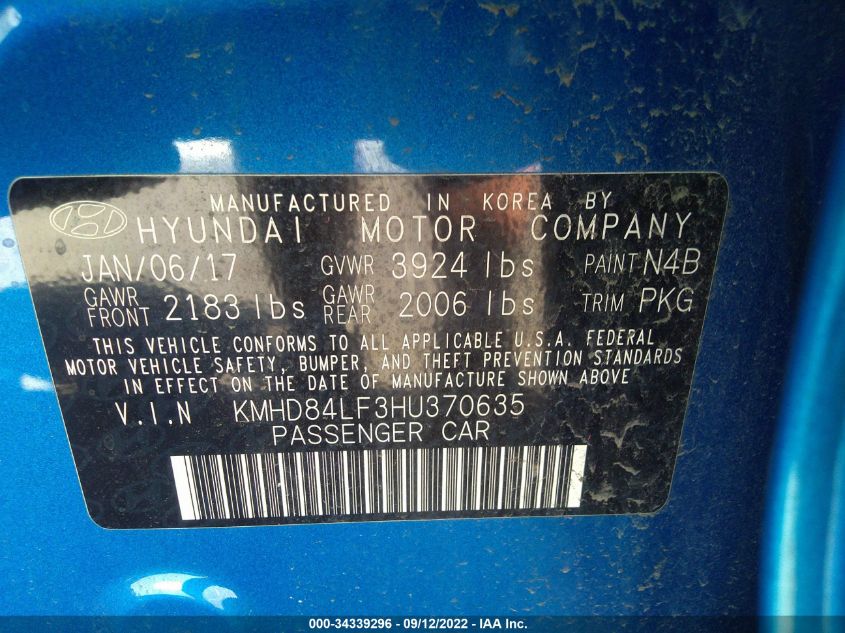 MANUFACTURED IN KOREA BY
HYUNDAI MOTOR COMPANY
JAN/06/17 GVWR 3924 lbs PAINT N4B
GAWR FRONT 2183 lbs GAWR REAR 2006 lbs TRIM PKG
THIS VEHICLE CONFORMS TO ALL APPLICABLE U.S.A. FEDERAL
MOTOR VEHICLE SAFETY, BUMPER, AND THEFT PREVENTION STANDARDS
IN EFFECT ON THE DATE OF MANUFACTURE SHOWN ABOVE
V.I.N KMHD84LF3HU370635
PASSENGER CAR
000-34339296 - 09/12/2022 - IAA Inc.